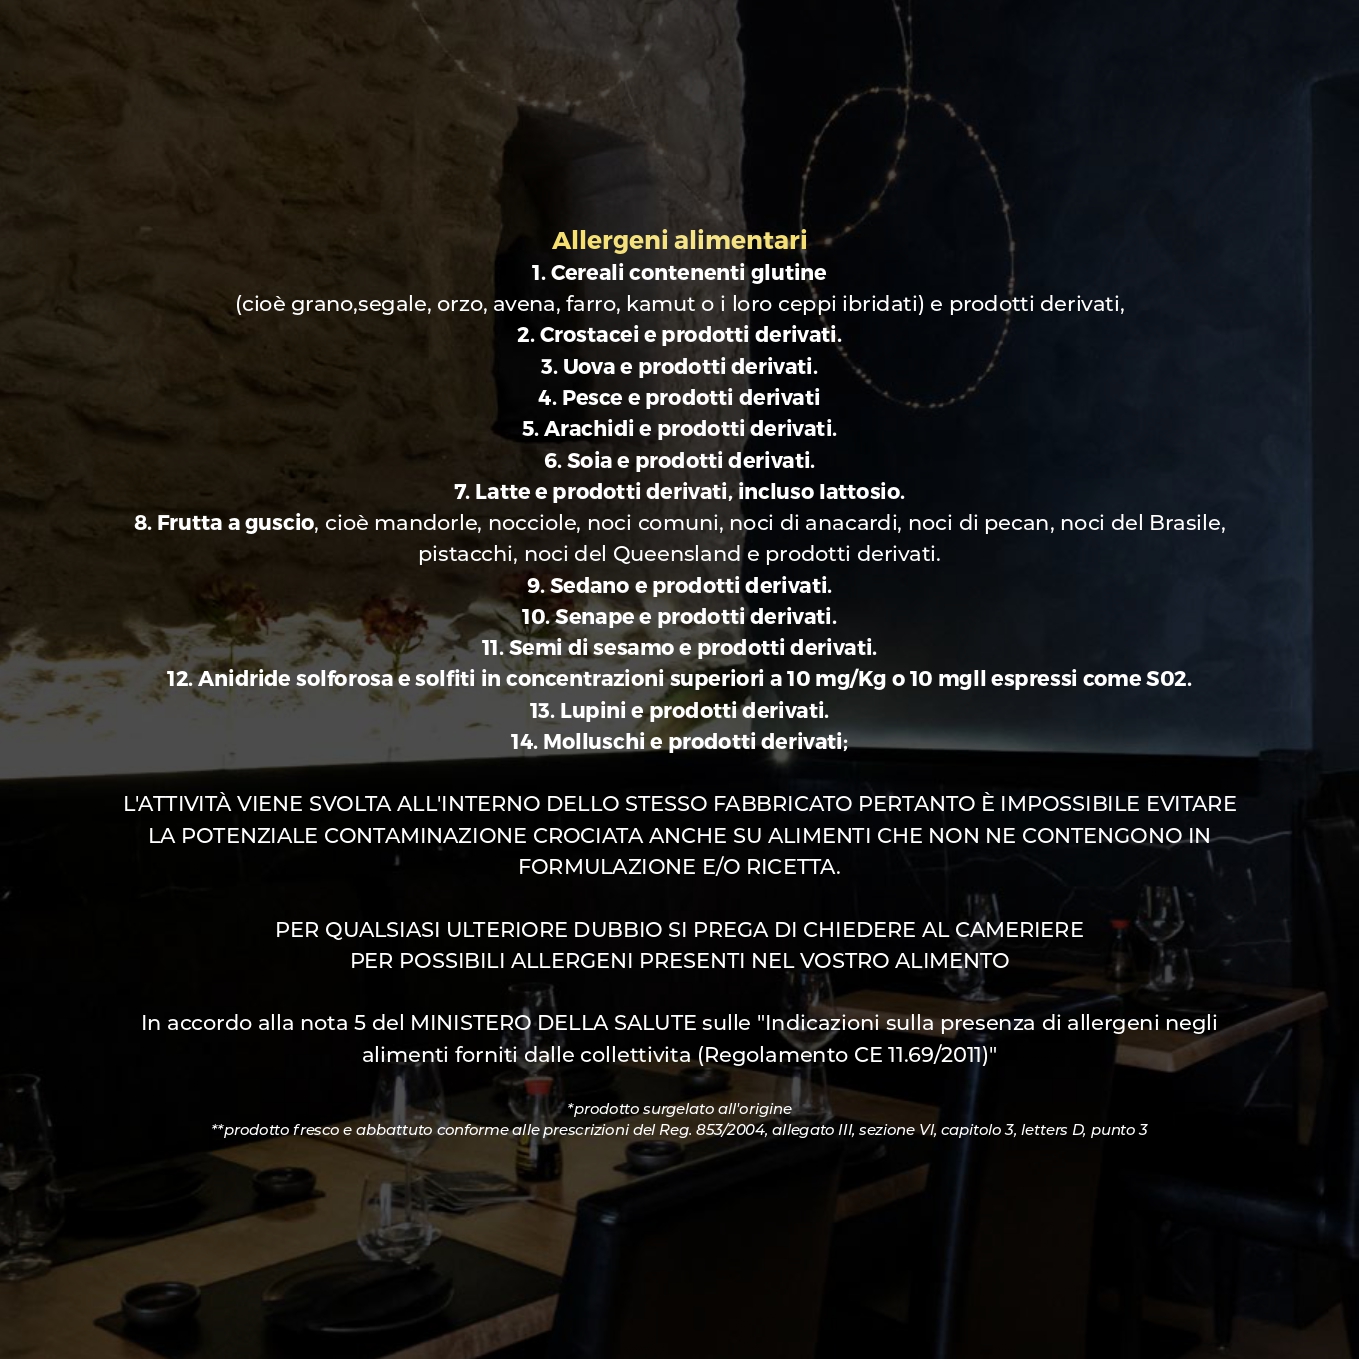 Allergeni alimentari
1. Cereali contenenti glutine
(cioè grano,segale, orzo, avena, farro, kamut o i loro ceppi ibridati) e prodotti derivati,
2. Crostacei e prodotti derivati.
3. Uova e prodotti derivati.
4. Pesce e prodotti derivati
5. Arachidi e prodotti derivati.
6. Soia e prodotti derivati.
7. Latte e prodotti derivati, incluso lattosio.
8. Frutta a guscio, cioè mandorle, nocciole, noci comuni, noci di anacardi, noci di pecan, noci del Brasile,
pistacchi, noci del Queensland e prodotti derivati.
9. Sedano e prodotti derivati.
10. Senape e prodotti derivati.
11. Semi di sesamo e prodotti derivati.
12. Anidride solforosa e solfiti in concentrazioni superiori a 10 mg/Kg o 10 mgll espressi come S02.
13. Lupini e prodotti derivati.
14. Molluschi e prodotti derivati;
L'ATTIVITÀ VIENE SVOLTA ALL'INTERNO DELLO STESSO FABBRICATO PERTANTO È IMPOSSIBILE EVITARE
LA POTENZIALE CONTAMINAZIONE CROCIATA ANCHE SU ALIMENTI CHE NON NE CONTENGONO IN
FORMULAZIONE E/O RICETTA.
PER QUALSIASI ULTERIORE DUBBIO SI PREGA DI CHIEDERE AL CAMERIERE
PER POSSIBILI ALLERGENI PRESENTI NEL VOSTRO ALIMENTO
In accordo alla nota 5 del MINISTERO DELLA SALUTE sulle "Indicazioni sulla presenza di allergeni negli
alimenti forniti dalle collettivita (Regolamento CE 11.69/2011)"
*prodotto surgelato all'origine
**prodotto fresco e abbattuto conforme alle prescrizioni del Reg. 853/2004, allegato III, sezione VI, capitolo 3, letters D, punto 3